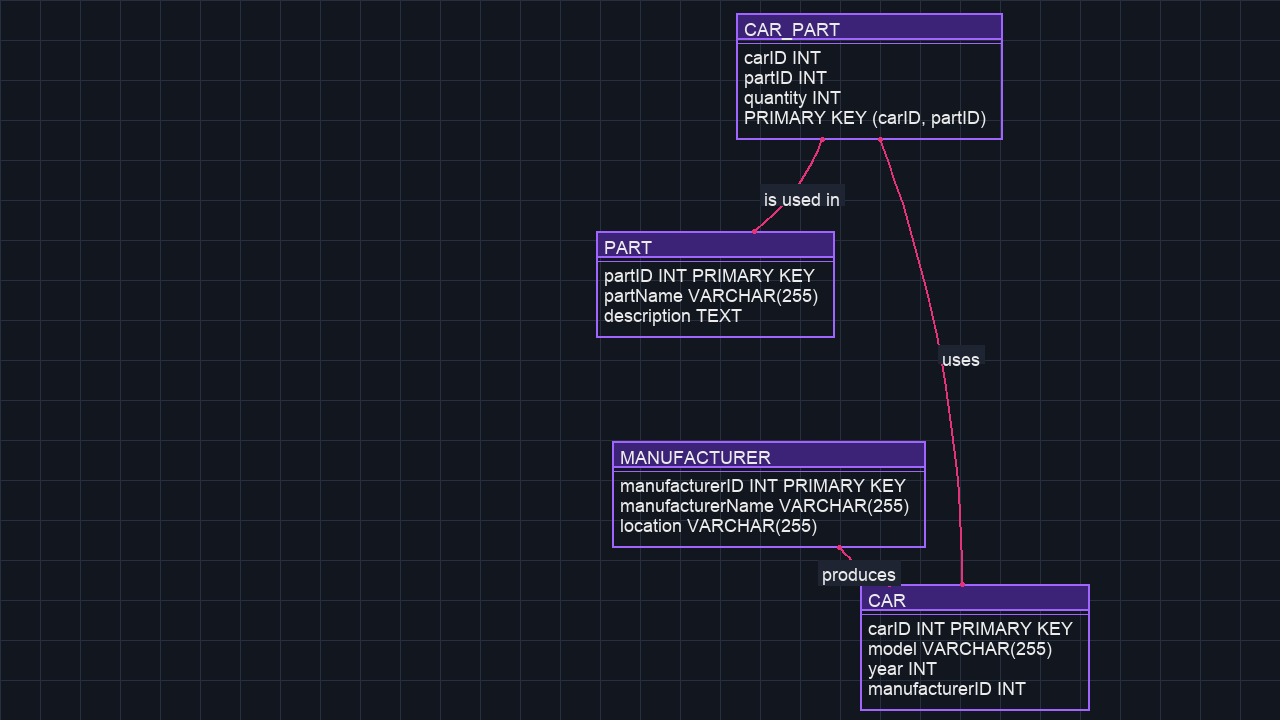 CAR_PART
carID INT
partID INT
quantity INT
PRIMARY KEY (carID, partID)
is used in
PART
partID INT PRIMARY KEY
partName VARCHAR(255)
description TEXT
uses
MANUFACTURER
manufacturerID INT PRIMARY KEY
manufacturerName VARCHAR(255)
location VARCHAR(255)
produces
CAR
carID INT PRIMARY KEY
model VARCHAR(255)
year INT
manufacturerID INT